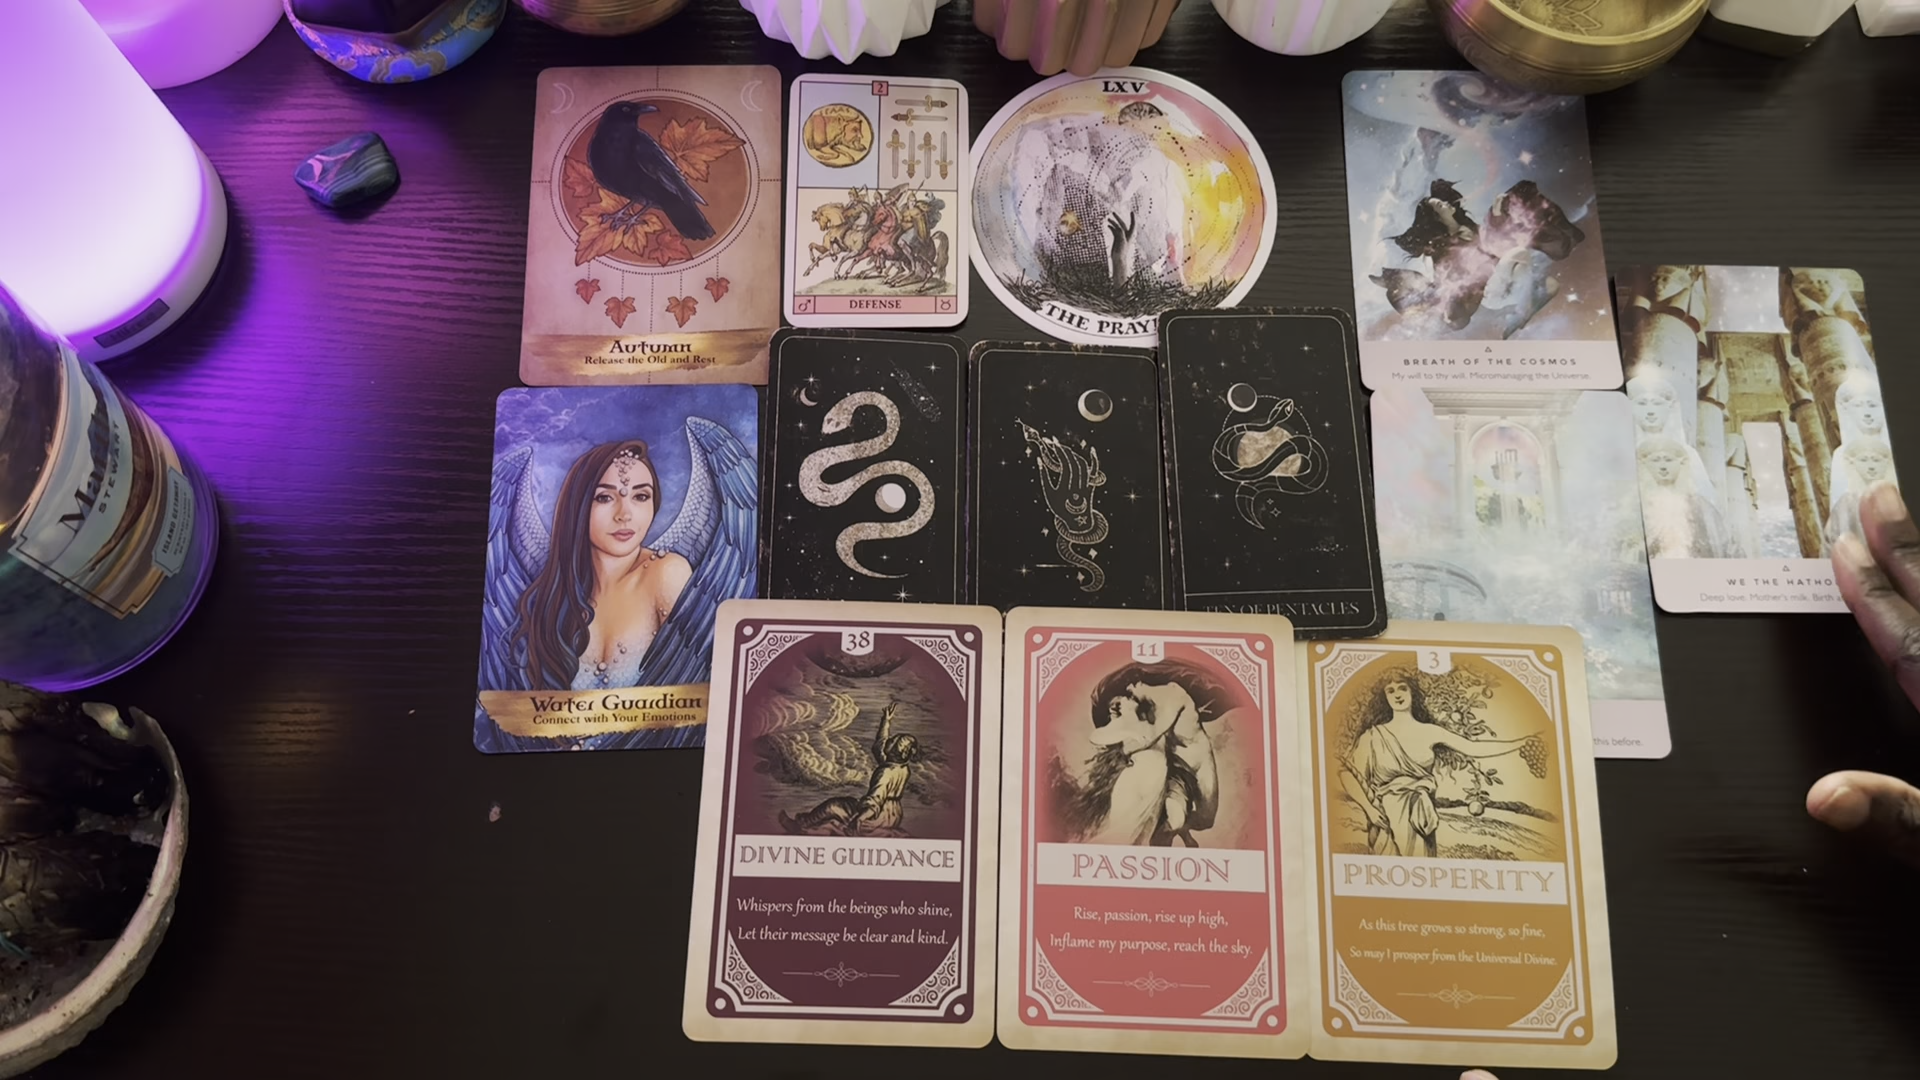 Autumn
Release the Old and Rest
2
DEFENSE
LXV
THE PRAY
BREATH OF THE COSMOS
My will to thy will. Micromanaging the Universe.
WE THE HATHO
Deep love. Mother's milk. Birth
this before.
STEWART
Water Guardian
Connect with Your Emotions
TEN OF PENTACLES
38
DIVINE GUIDANCE
Whispers from the beings who shine,
Let their message be clear and kind.
11
PASSION
Rise, passion, rise up high,
Inflame my purpose, reach the sky.
3
PROSPERITY
As this tree grows so strong, so fine,
So may I prosper from the Universal Divine.